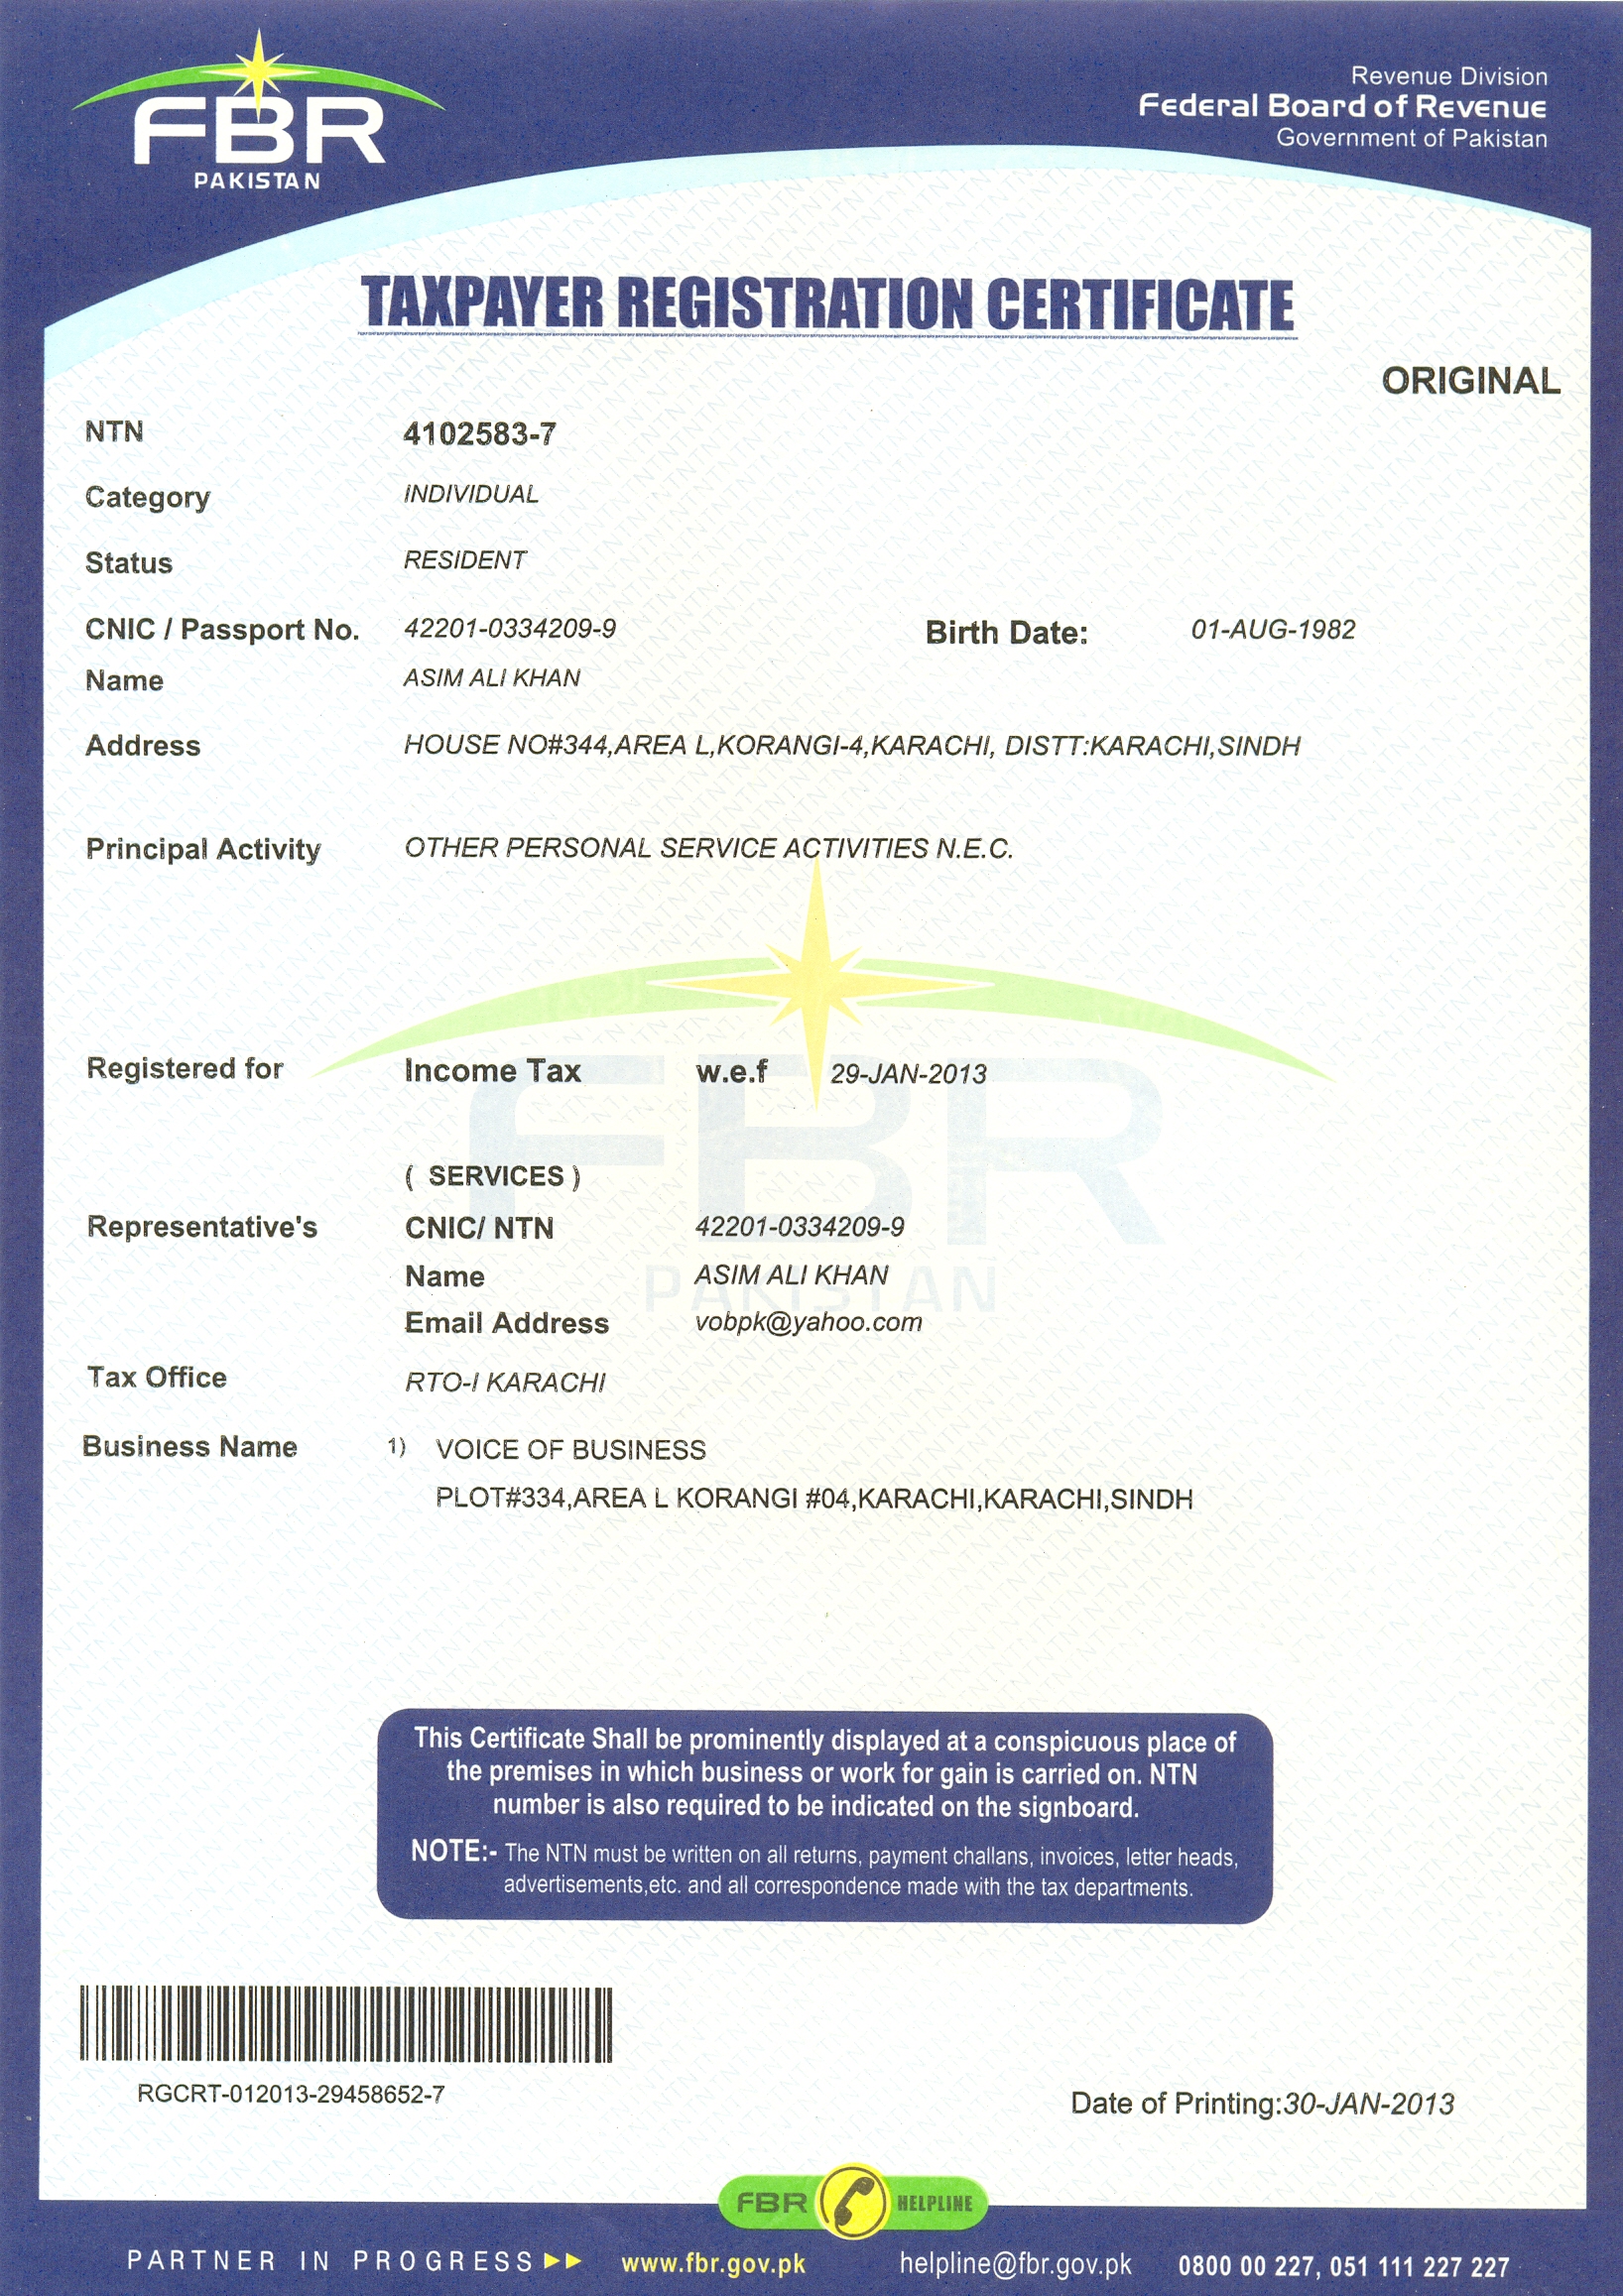 FBR
PAKISTAN
Revenue Division
Federal Board of Revenue
Government of Pakistan
TAXPAYER REGISTRATION CERTIFICATE
ORIGINAL
NTN 4102583-7
Category INDIVIDUAL
Status RESIDENT
CNIC / Passport No. 42201-0334209-9 Birth Date: 01-AUG-1982
Name ASIM ALI KHAN
Address HOUSE NO#344,AREA L,KORANGI-4,KARACHI, DISTT:KARACHI,SINDH
Principal Activity OTHER PERSONAL SERVICE ACTIVITIES N.E.C.
Registered for Income Tax w.e.f 29-JAN-2013
FBR
PAKISTAN
( SERVICES )
Representative's CNIC/ NTN 42201-0334209-9
Name ASIM ALI KHAN
Email Address vobpk@yahoo.com
Tax Office RTO-I KARACHI
Business Name 1) VOICE OF BUSINESS
PLOT#334,AREA L KORANGI #04,KARACHI,KARACHI,SINDH
This Certificate Shall be prominently displayed at a conspicuous place of
the premises in which business or work for gain is carried on. NTN
number is also required to be indicated on the signboard.
NOTE:- The NTN must be written on all returns, payment challans, invoices, letter heads,
advertisements,etc. and all correspondence made with the tax departments.
RGCRT-012013-29458652-7
Date of Printing:30-JAN-2013
FBR HELPLINE
PARTNER IN PROGRESS www.fbr.gov.pk helpline@fbr.gov.pk 0800 00 227, 051 111 227 227